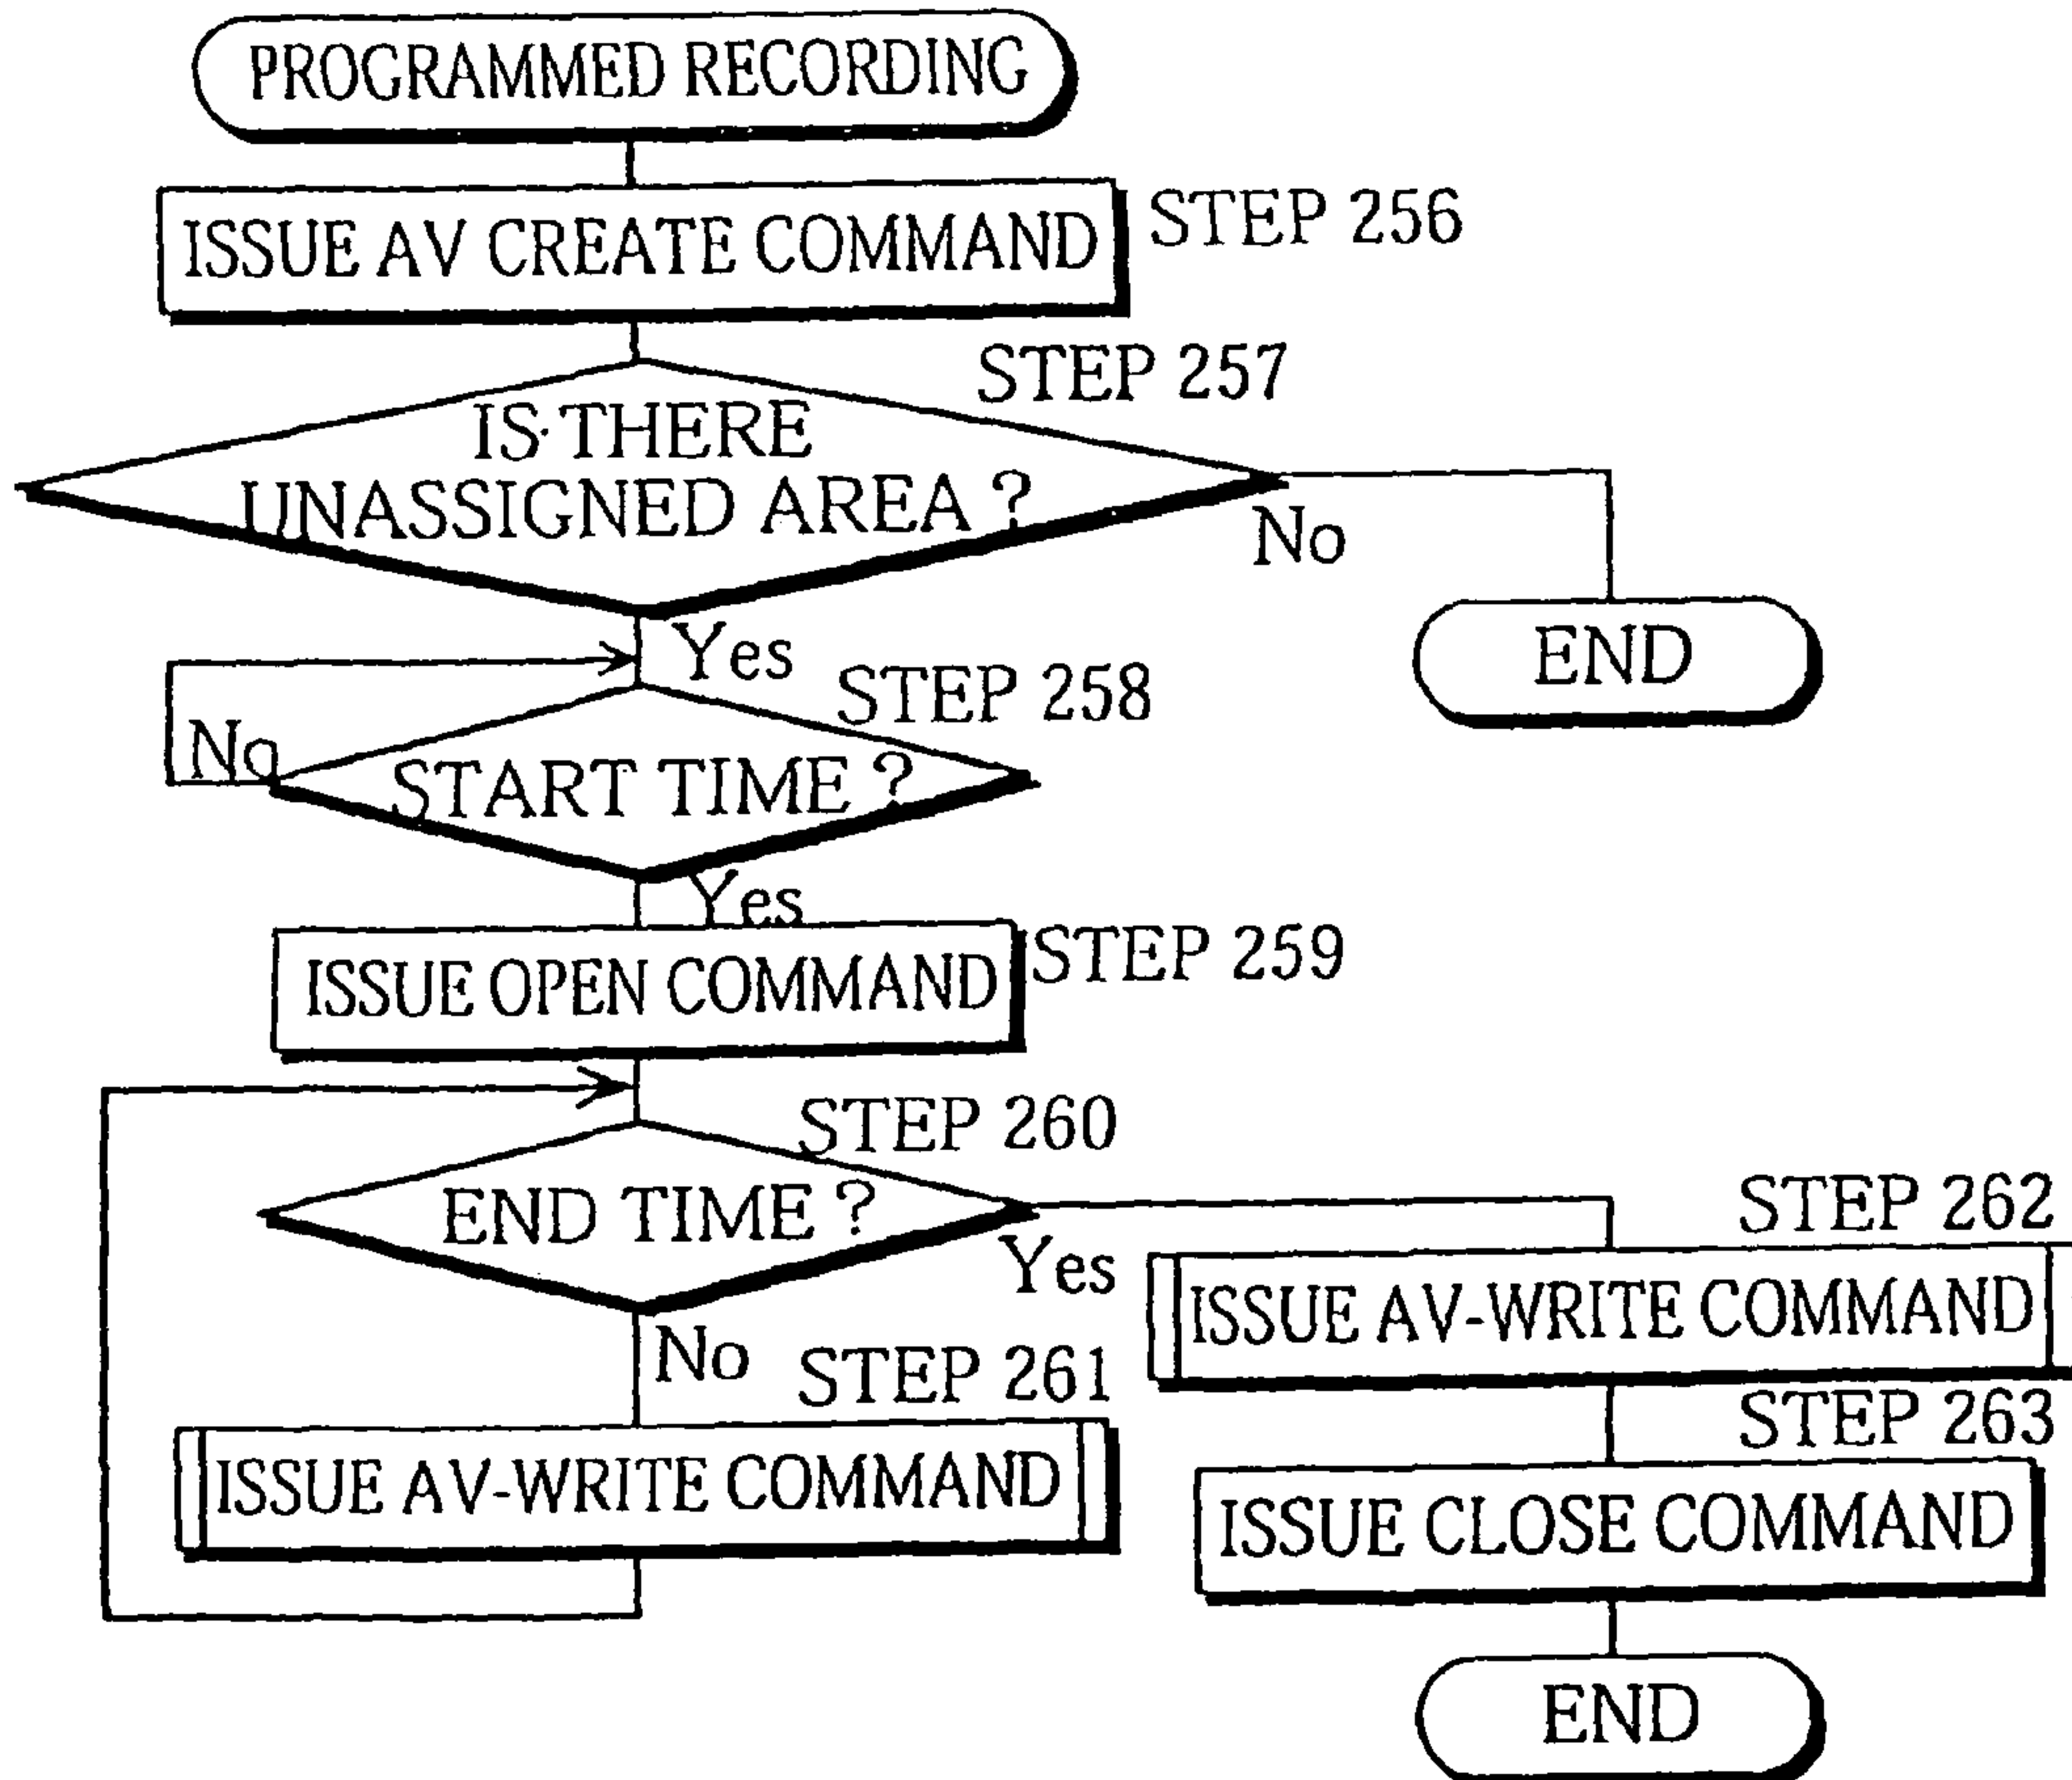 PROGRAMMED RECORDING
ISSUE AV CREATE COMMAND
STEP 256
STEP 257
IS THERE
UNASSIGNED AREA ?
No
END
Yes
STEP 258
No
START TIME ?
Yes
ISSUE OPEN COMMAND
STEP 259
STEP 260
END TIME ?
Yes
No
STEP 261
ISSUE AV-WRITE COMMAND
STEP 262
ISSUE AV-WRITE COMMAND
STEP 263
ISSUE CLOSE COMMAND
END